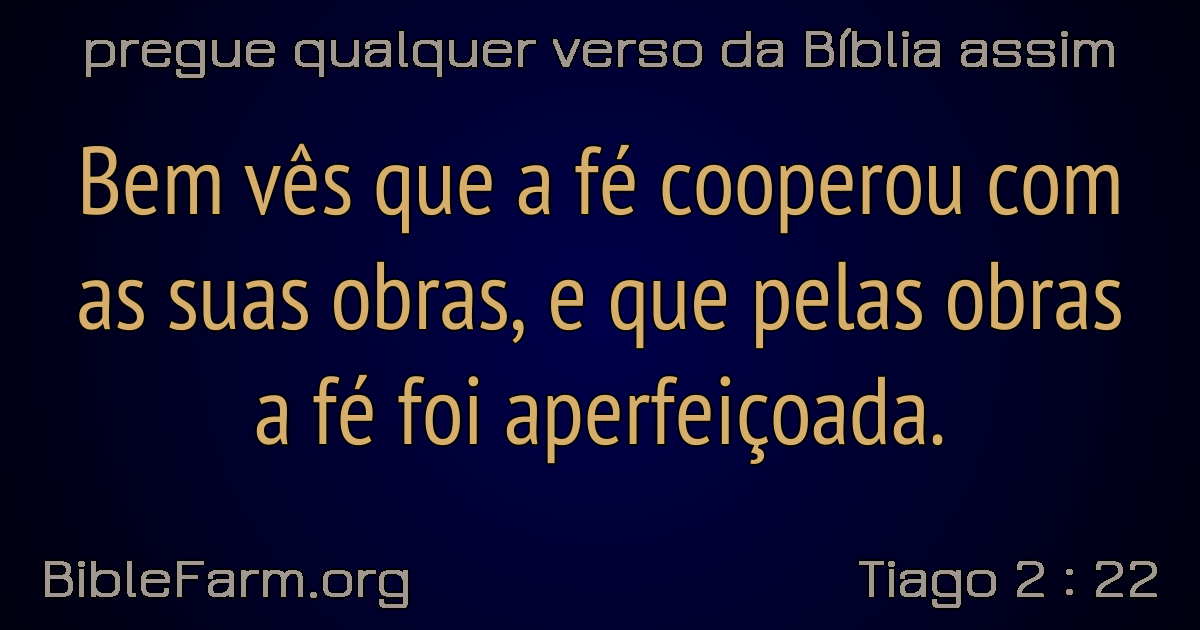 pregue qualquer verso da Bíblia assim
Bem vês que a fé cooperou com
as suas obras, e que pelas obras
a fé foi aperfeiçoada.
BibleFarm.org
Tiago 2 : 22